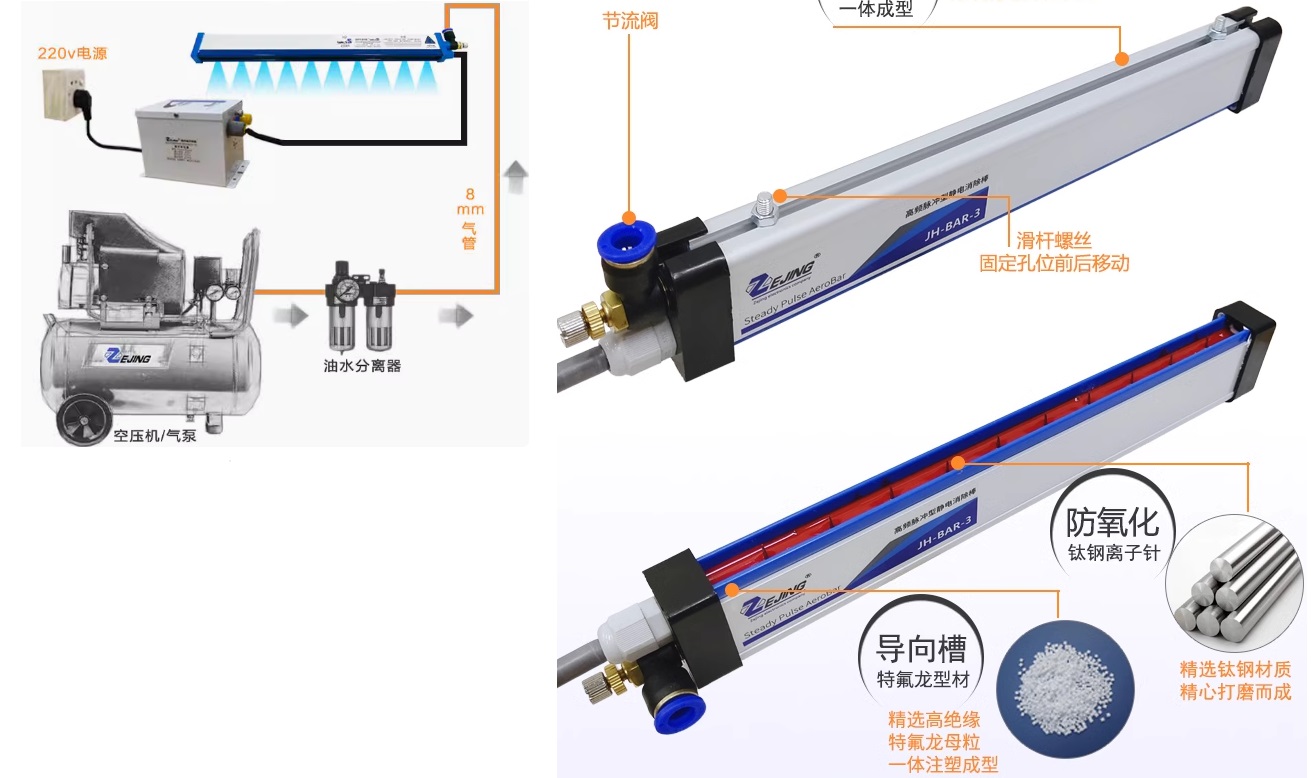 220v电源
8
mm
气
管
ZEJING
油水分离器
空压机/气泵
一体成型
节流阀
高频脉冲型静电消除棒
JH-BAR-3
ZEJING®
Zejing electronics company
Steady Pulse AeroBar
滑杆螺丝
固定孔位前后移动
高频脉冲型静电消除棒
JH-BAR-3
ZEJING®
Zejing electronics company
Steady Pulse AeroBar
防氧化
钛钢离子针
精选钛钢材质
精心打磨而成
导向槽
特氟龙型材
精选高绝缘
特氟龙母粒
一体注塑成型